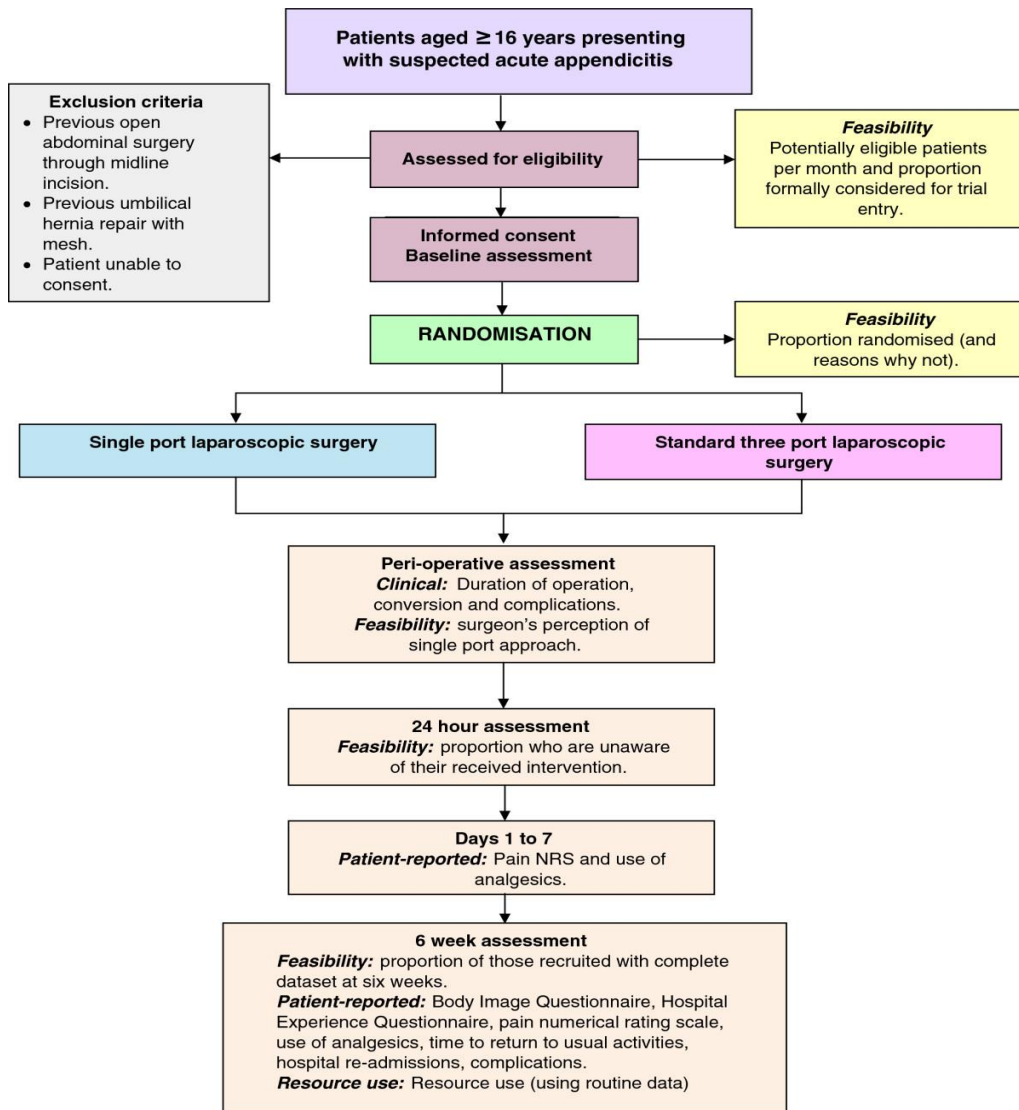 Patients aged ≥ 16 years presenting
with suspected acute appendicitis
Exclusion criteria
• Previous open
abdominal surgery
through midline
incision.
• Previous umbilical
hernia repair with
mesh.
• Patient unable to
consent.
Assessed for eligibility
Feasibility
Potentially eligible patients
per month and proportion
formally considered for trial
entry.
Informed consent
Baseline assessment
RANDOMISATION
Feasibility
Proportion randomised (and
reasons why not).
Single port laparoscopic surgery
Standard three port laparoscopic
surgery
Peri-operative assessment
Clinical: Duration of operation,
conversion and complications.
Feasibility: surgeon's perception of
single port approach.
24 hour assessment
Feasibility: proportion who are unaware
of their received intervention.
Days 1 to 7
Patient-reported: Pain NRS and use of
analgesics.
6 week assessment
Feasibility: proportion of those recruited with complete
dataset at six weeks.
Patient-reported: Body Image Questionnaire, Hospital
Experience Questionnaire, pain numerical rating scale,
use of analgesics, time to return to usual activities,
hospital re-admissions, complications.
Resource use: Resource use (using routine data)